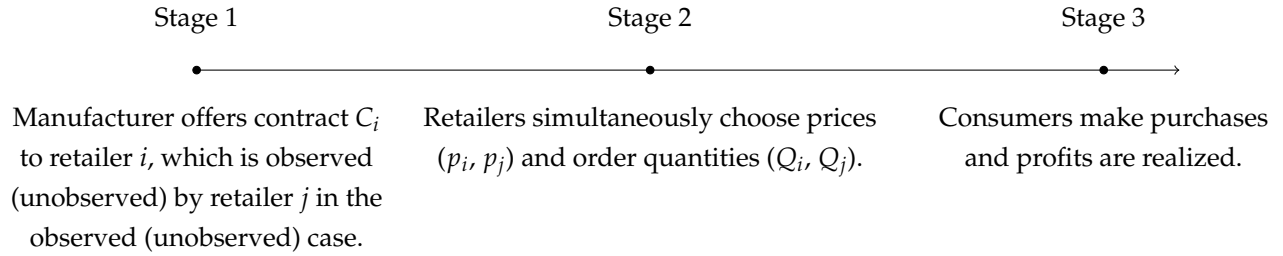 Stage 1
Stage 2
Stage 3
Manufacturer offers contract C_i
to retailer i, which is observed
(unobserved) by retailer j in the
observed (unobserved) case.
Retailers simultaneously choose prices
(p_i, p_j) and order quantities (Q_i, Q_j).
Consumers make purchases
and profits are realized.